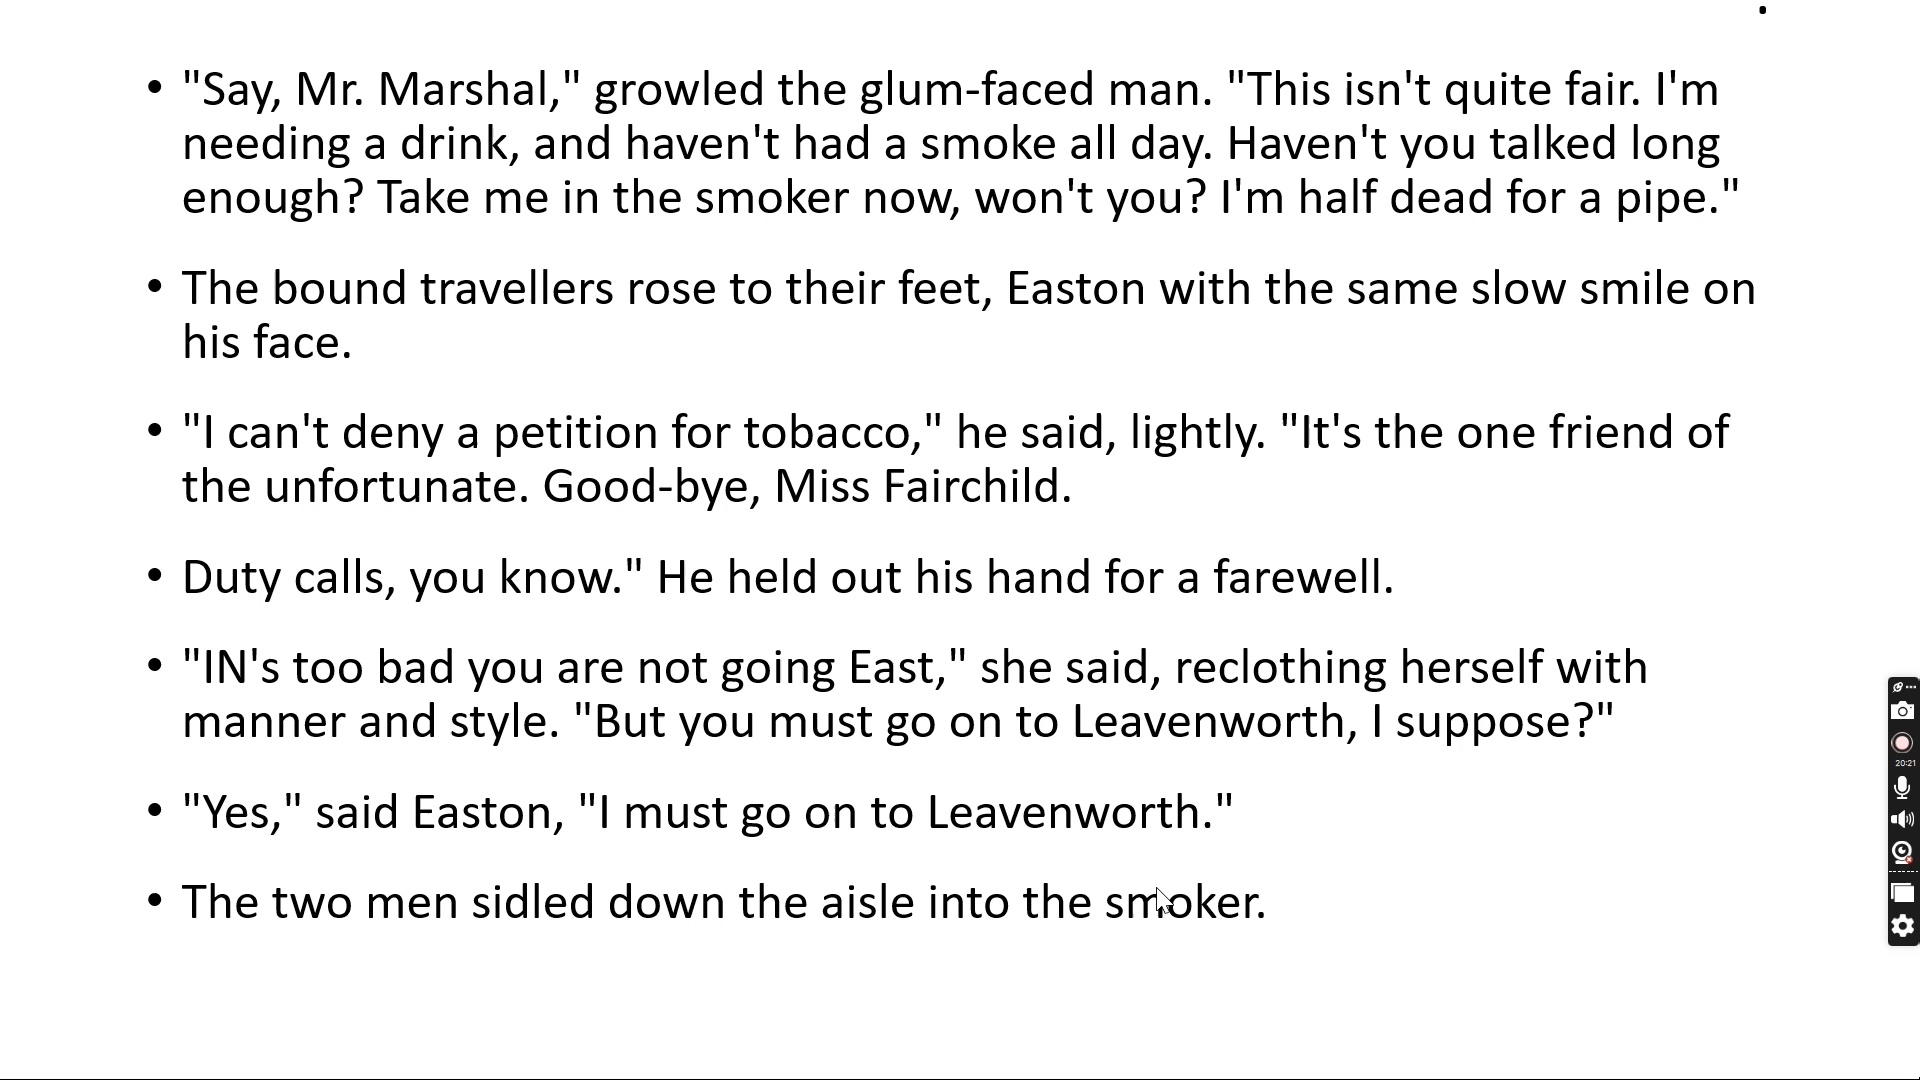 • "Say, Mr. Marshal," growled the glum-faced man. "This isn't quite fair. I'm
needing a drink, and haven't had a smoke all day. Haven't you talked long
enough? Take me in the smoker now, won't you? I'm half dead for a pipe."
• The bound travellers rose to their feet, Easton with the same slow smile on
his face.
• "I can't deny a petition for tobacco," he said, lightly. "It's the one friend of
the unfortunate. Good-bye, Miss Fairchild.
• Duty calls, you know." He held out his hand for a farewell.
• "IN's too bad you are not going East," she said, reclothing herself with
manner and style. "But you must go on to Leavenworth, I suppose?"
• "Yes," said Easton, "I must go on to Leavenworth."
• The two men sidled down the aisle into the smoker.
20:21